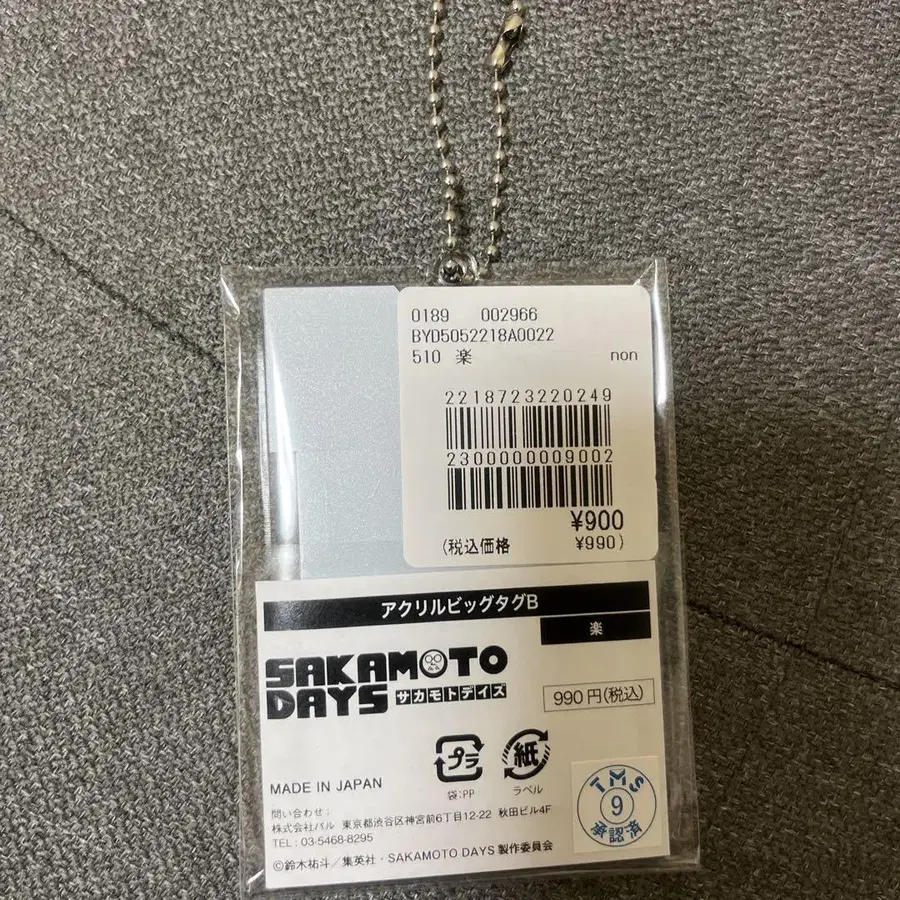 0189 002966
BYD5052218A0022
510 楽 non
2218723220249
2300000009002
¥900
(税込価格 ¥990)
アクリルビッグタグB
楽
SAKAMOTO
DAYS サカモトデイズ
990円(税込)
プラ
紙
袋:PP
ラベル
MADE IN JAPAN
問い合わせ:
株式会社パル 東京都渋谷区神宮前6丁目12-22 秋田ビル4F
TEL:03-5468-8295
©鈴木祐斗/集英社・SAKAMOTO DAYS 製作委員会
TMS
9
承認済